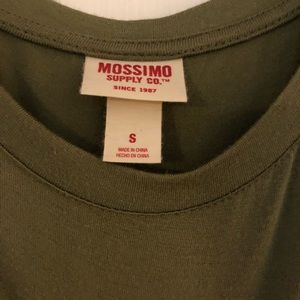 MOSSIMO
SUPPLY CO.™
SINCE 1987
S
MADE IN CHINA
HECHO EN CHINA